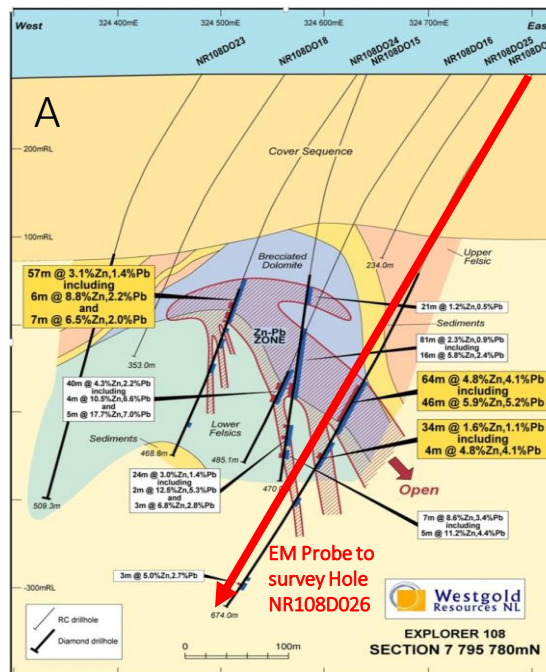 West
324 400E
324 500E
324 600E
324 700E
Eas
NR108DO23
NR108DO18
NR108DO24
NR108DO15
NR108DO16
NR108DO25
NR108DO
A
200mRL
Cover Sequence
100mRL
234.0m
Upper
Felsic
Brecciated
Dolomite
57m @ 3.1%Zn,1.4%Pb
including
6m @ 8.8%Zn,2.2%Pb
and
7m @ 6.5%Zn,2.0%Pb
21m @ 1.2%Zn,0.5%Pb
Sediments
Zn-Pb
ZONE
81m @ 2.3%Zn,0.9%Pb
including
16m @ 5.8%Zn,2.4%Pb
353.0m
40m @ 4.3%Zn,2.2%Pb
including
4m @ 10.5%Zn,6.6%Pb
and
5m @ 17.7%Zn,7.0%Pb
64m @ 4.8%Zn,4.1%Pb
including
46m @ 5.9%Zn,5.2%Pb
Lower
Felsics
34m @ 1.6%Zn,1.1%Pb
including
4m @ 4.8%Zn,4.1%Pb
Sediments
468.8m
485.1m
470.
24m @ 3.0%Zn,1.4%Pb
including
2m @ 12.5%Zn,5.3%Pb
and
3m @ 6.8%Zn,2.8%Pb
Open
509.3m
7m @ 8.6%Zn,3.4%Pb
including
5m @ 11.2%Zn,4.4%Pb
EM Probe to
survey Hole
NR108D026
3m @ 5.0%Zn,2.7%Pb
-300mRL
674.0m
Westgold
Resources NL
RC drillhole
Diamond drillhole
0
100m
EXPLORER 108
SECTION 7 795 780mN